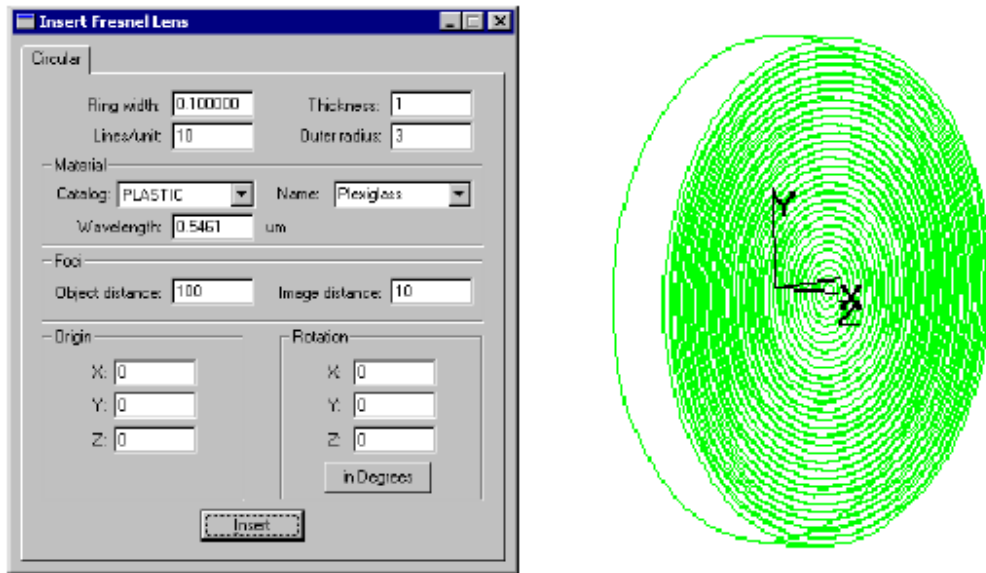 Insert Fresnel Lens
Circular
Ring width: 0.100000 Thickness: 1
Lines/unit: 10 Outer radius: 3
Material
Catalog: PLASTIC Name: Plexiglass
Wavelength: 0.5461 um
Foci
Object distance: 100 Image distance: 10
Origin Rotation
X: 0 X: 0
Y: 0 Y: 0
Z: 0 Z: 0
in Degrees
Insert
Y
X
Z